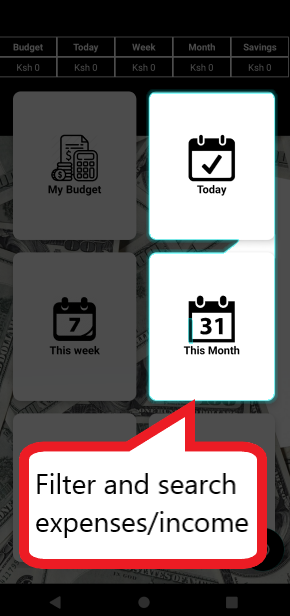 Budget Today Week Month Savings
Ksh 0 Ksh 0 Ksh 0 Ksh 0 Ksh 0
My Budget
Today
7
This week
31
This Month
Filter and search
expenses/income